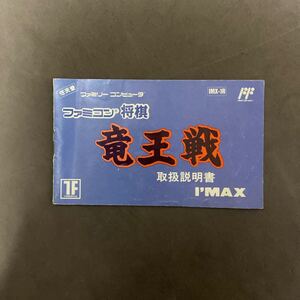 任天堂
ファミリー コンピュータ
IMX-1R
ファミコン将棋
竜王戦
取扱説明書
1F
I'MAX